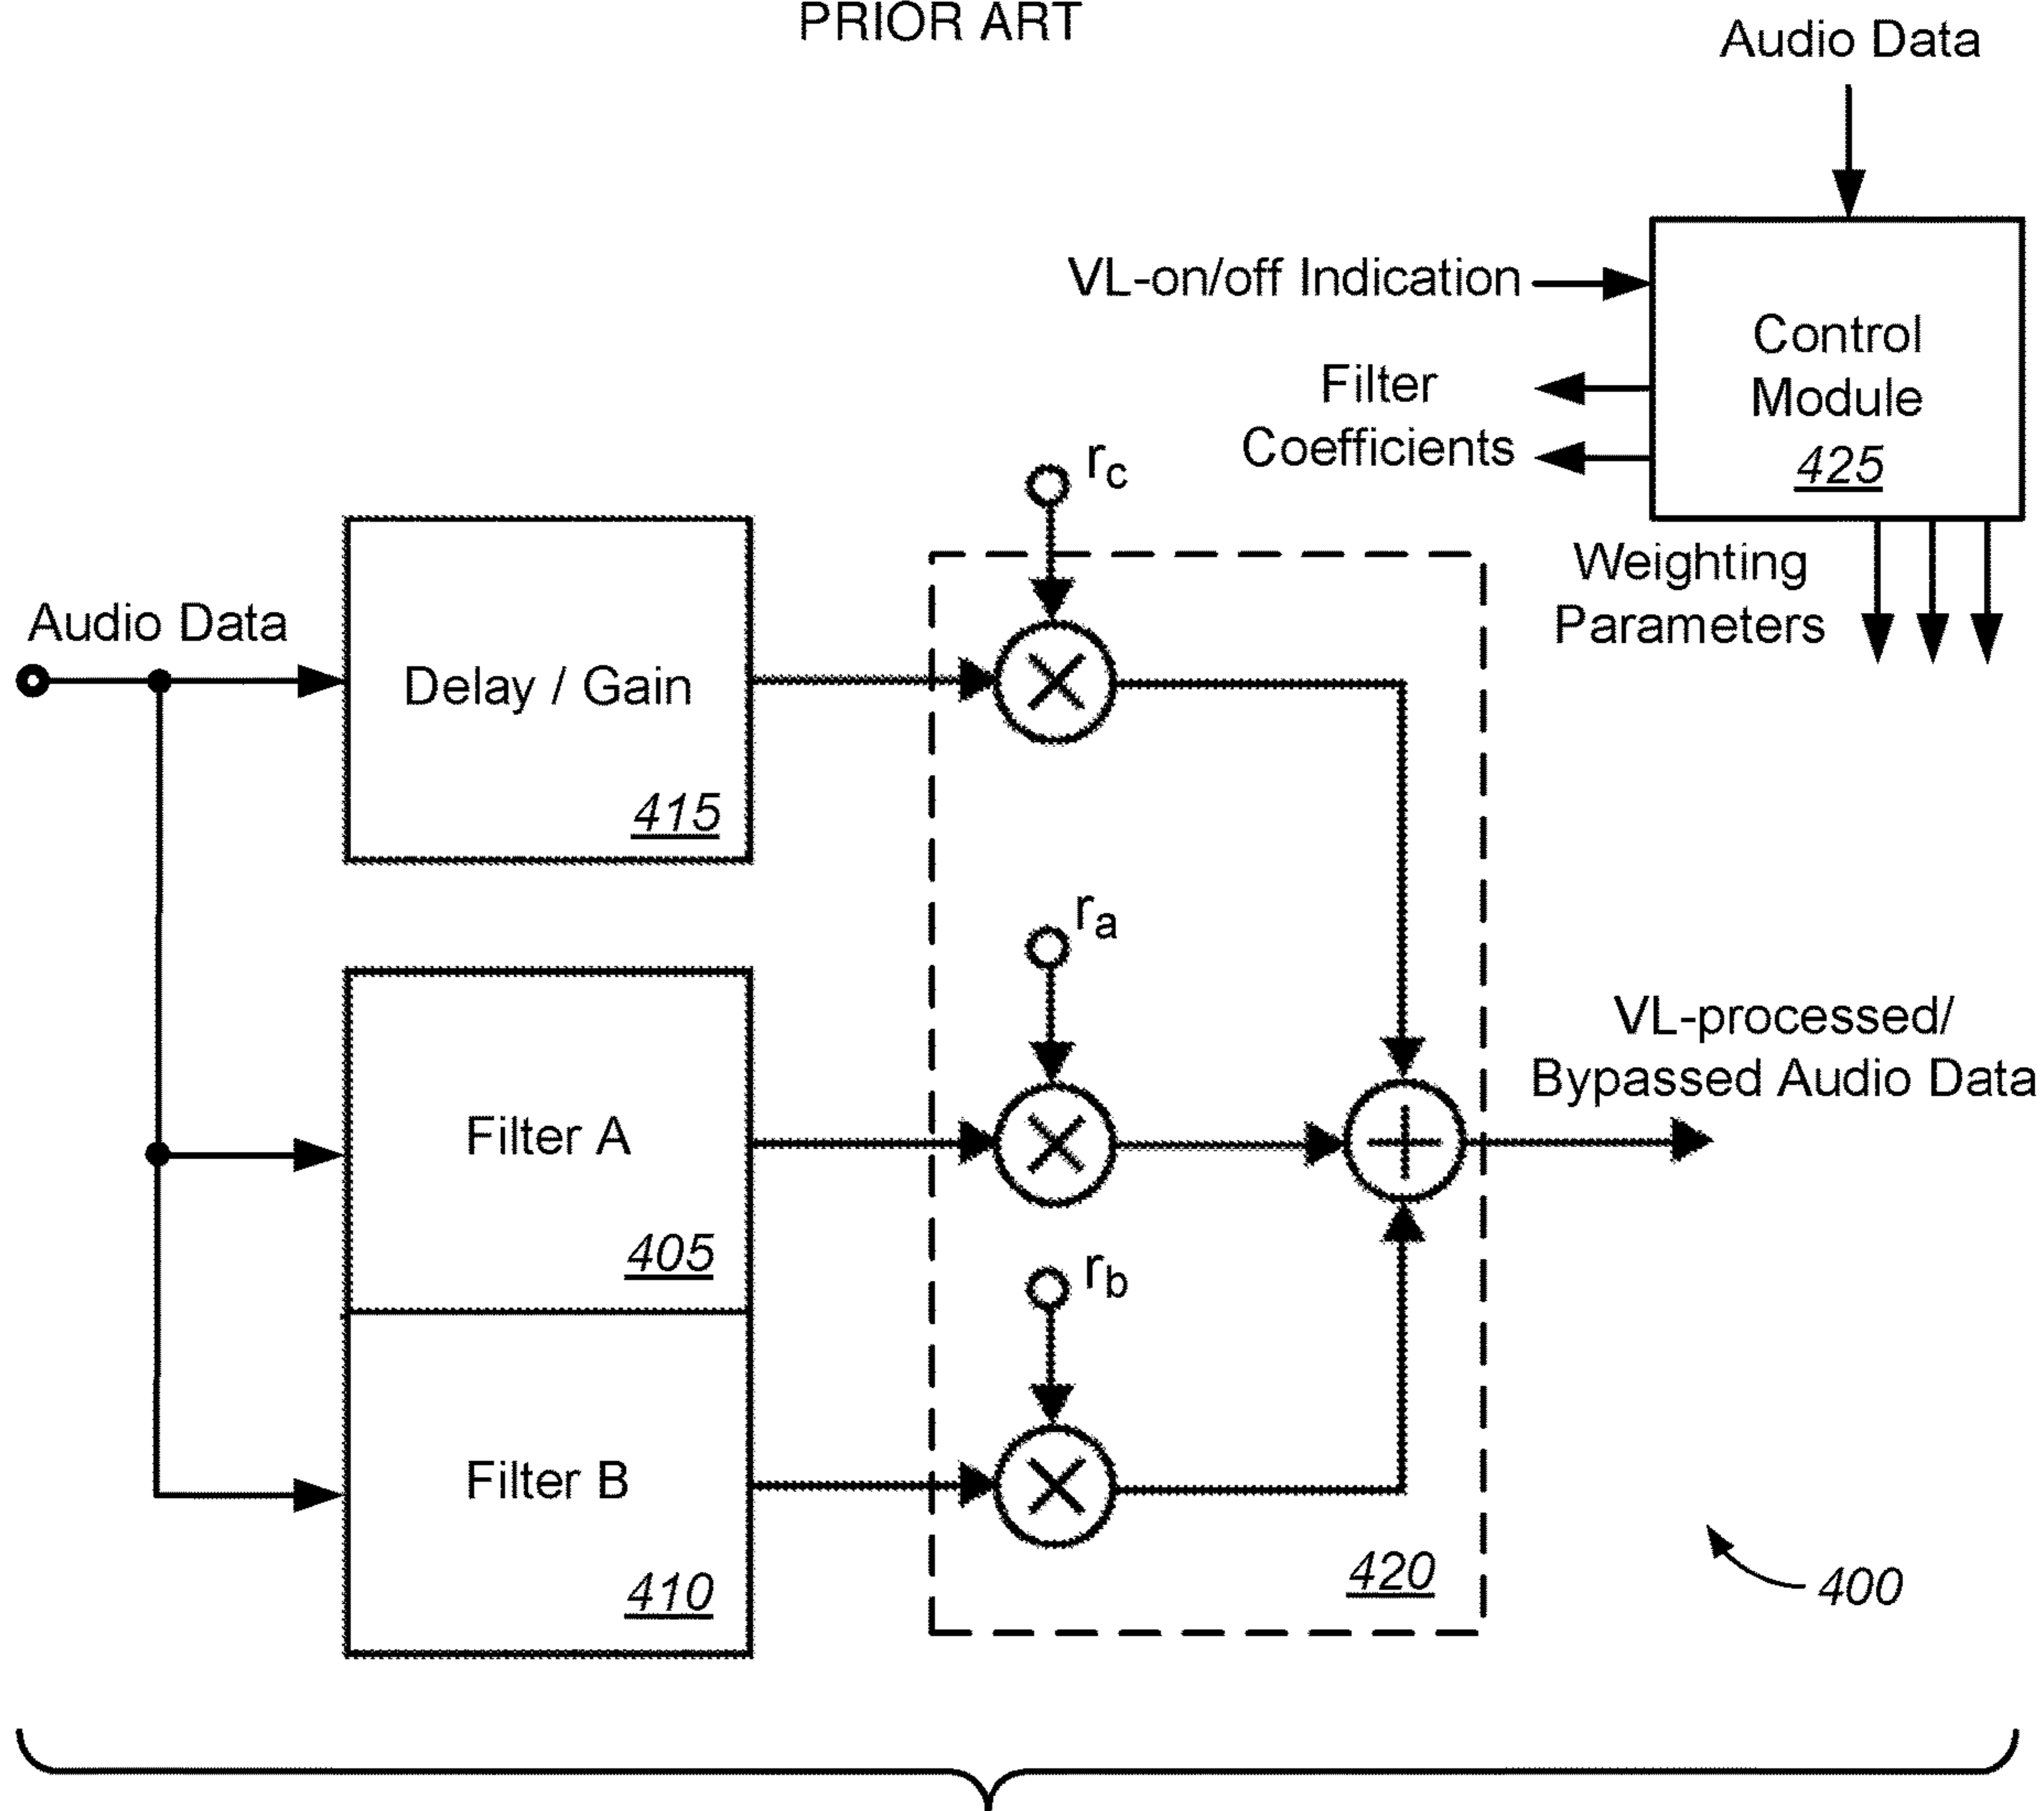 PRIOR ART
Audio Data
VL-on/off Indication
Control
Module
425
Filter
Coefficients
Weighting
Parameters
rc
Audio Data
Delay / Gain
415
ra
Filter A
405
VL-processed/
Bypassed Audio Data
rb
Filter B
410
420
400